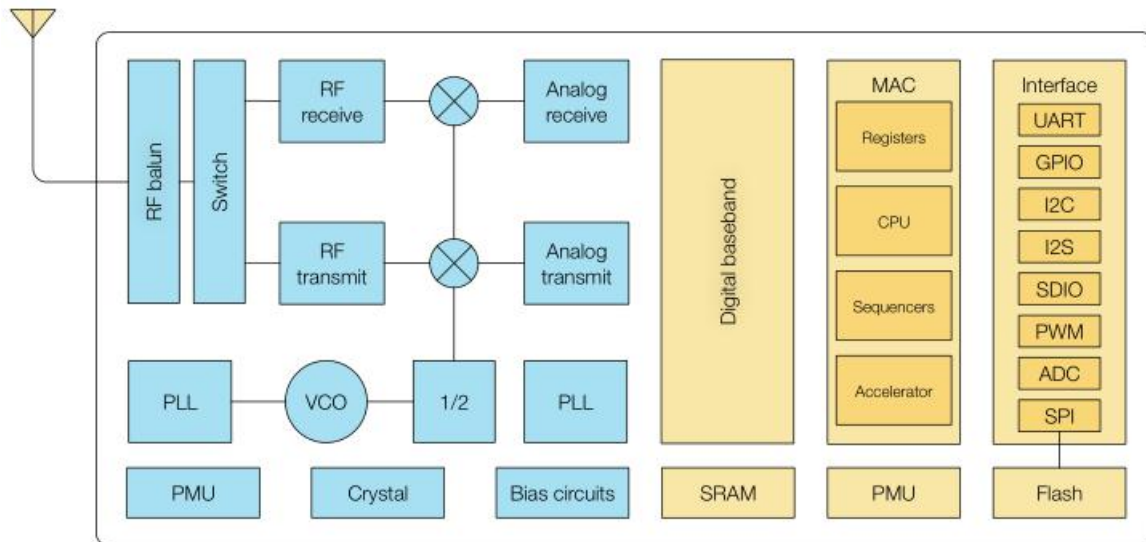 RF balun
Switch
RF
receive
Analog
receive
RF
transmit
Analog
transmit
PLL
VCO
1/2
PLL
PMU
Crystal
Bias circuits
Digital baseband
SRAM
MAC
Registers
CPU
Sequencers
Accelerator
PMU
Interface
UART
GPIO
I2C
I2S
SDIO
PWM
ADC
SPI
Flash